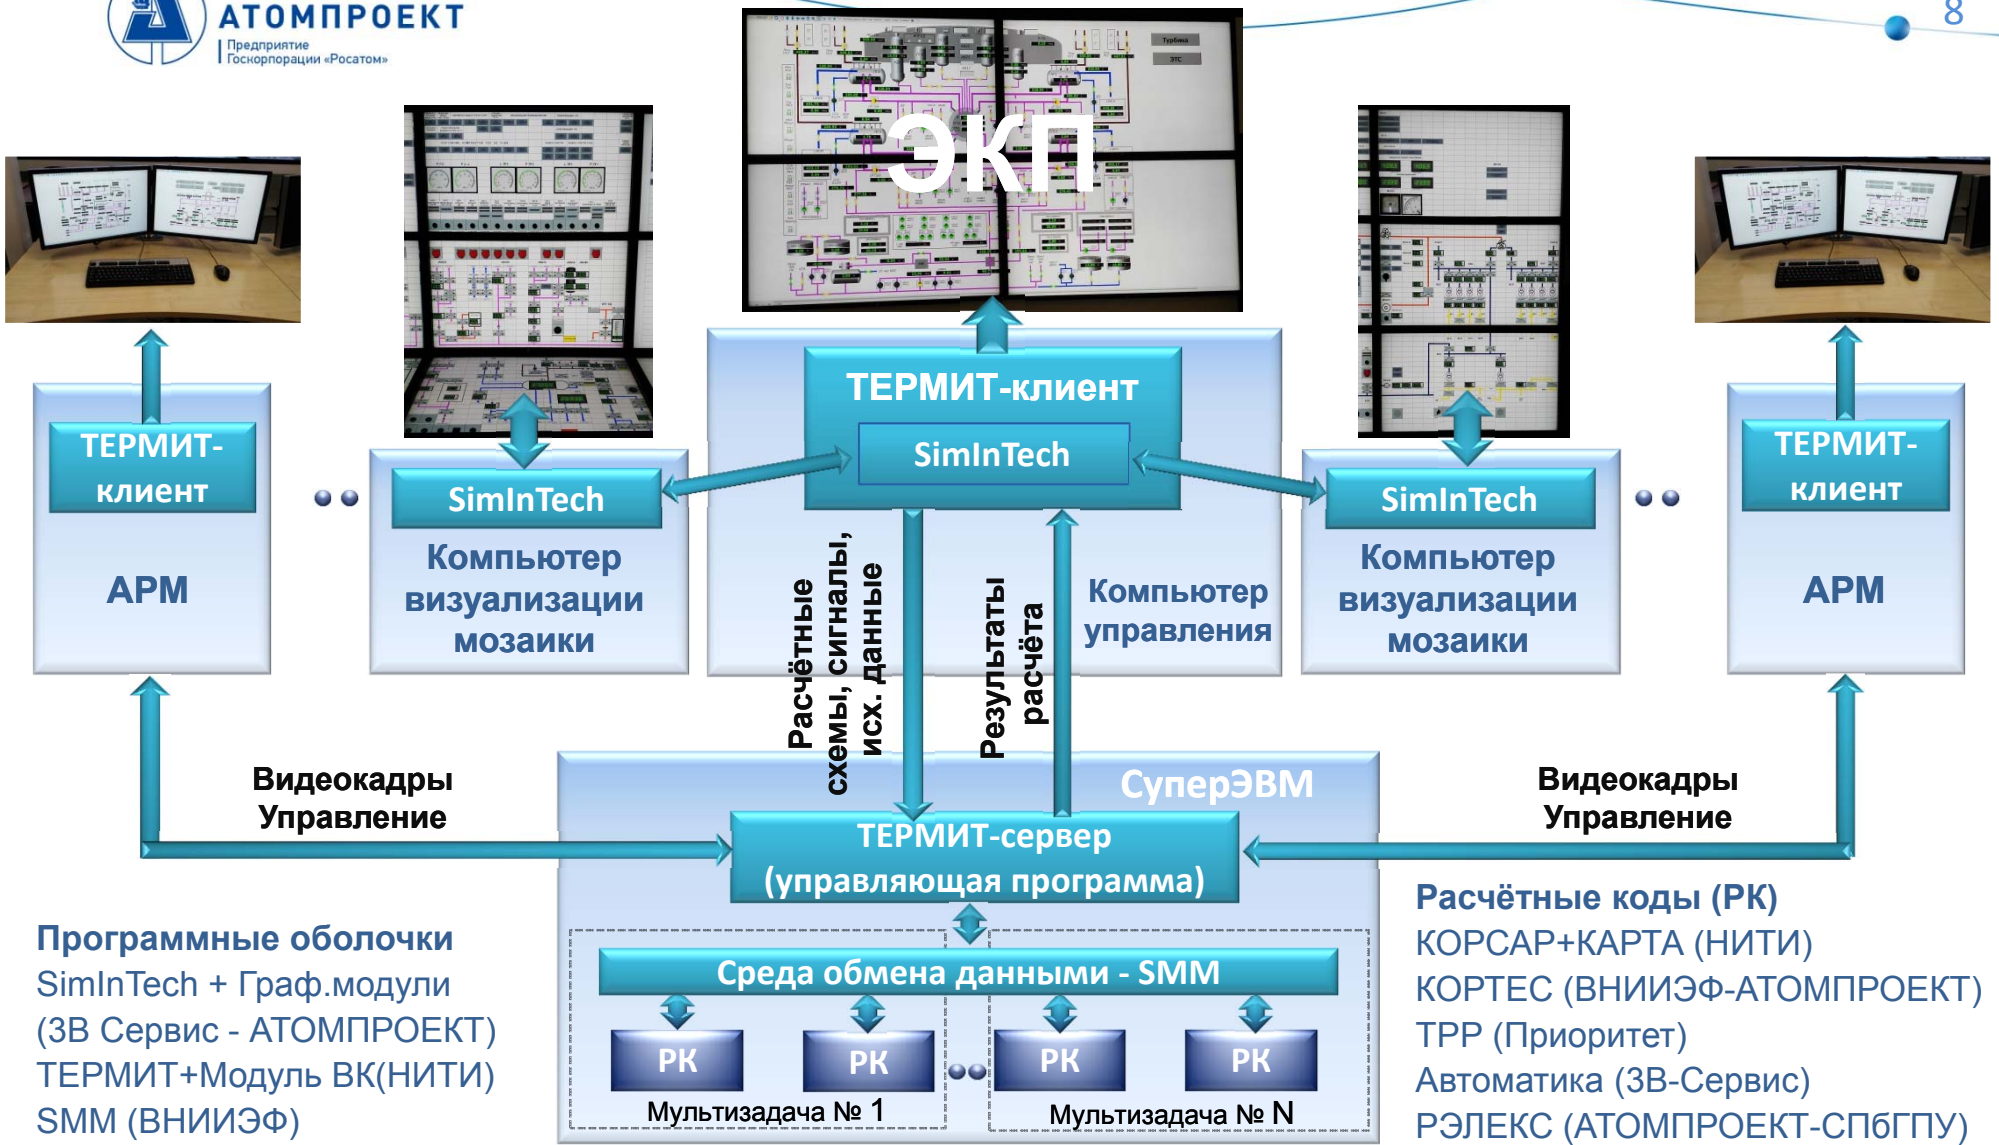 АТОМПРОЕКТ
Предприятие
Госкорпорации «Росатом»
8
Турбина
ЭТС
ЭКП
ТЕРМИТ-клиент
SimInTech
ТЕРМИТ-
клиент
АРМ
SimInTech
Компьютер
визуализации
мозаики
Расчётные
схемы, сигналы,
исх. данные
Результаты
расчёта
Компьютер
управления
SimInTech
Компьютер
визуализации
мозаики
ТЕРМИТ-
клиент
АРМ
Видеокадры
Управление
СуперЭВМ
Видеокадры
Управление
ТЕРМИТ-сервер
(управляющая программа)
Среда обмена данными - SMM
РК
РК
РК
РК
Мультизадача № 1
Мультизадача № N
Программные оболочки
SimInTech + Граф.модули
(3В Сервис - АТОМПРОЕКТ)
ТЕРМИТ+Модуль ВК(НИТИ)
SMM (ВНИИЭФ)
Расчётные коды (РК)
КОРСАР+КАРТА (НИТИ)
КОРТЕС (ВНИИЭФ-АТОМПРОЕКТ)
ТРР (Приоритет)
Автоматика (3В-Сервис)
РЭЛЕКС (АТОМПРОЕКТ-СПбГПУ)